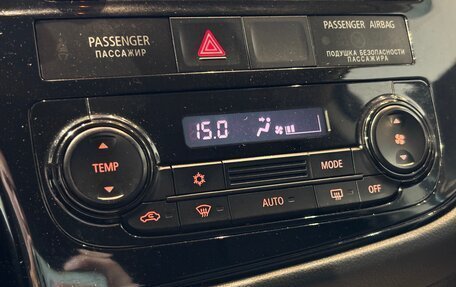 PASSENGER
ПАССАЖИР
PASSENGER AIRBAG
ПОДУШКА БЕЗОПАСНОСТИ
ПАССАЖИРА
15.0
TEMP
MODE
AUTO
OFF